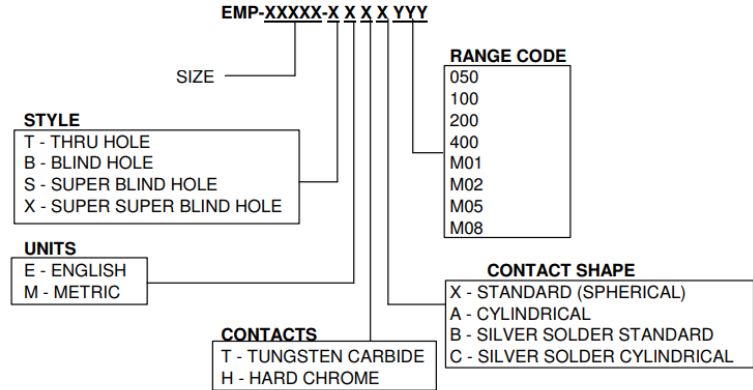 EMP-XXXXX-X X X X YYY
SIZE
RANGE CODE
050
100
200
400
M01
M02
M05
M08
STYLE
T - THRU HOLE
B - BLIND HOLE
S - SUPER BLIND HOLE
X - SUPER SUPER BLIND HOLE
UNITS
E - ENGLISH
M - METRIC
CONTACT SHAPE
X - STANDARD (SPHERICAL)
A - CYLINDRICAL
B - SILVER SOLDER STANDARD
C - SILVER SOLDER CYLINDRICAL
CONTACTS
T - TUNGSTEN CARBIDE
H - HARD CHROME